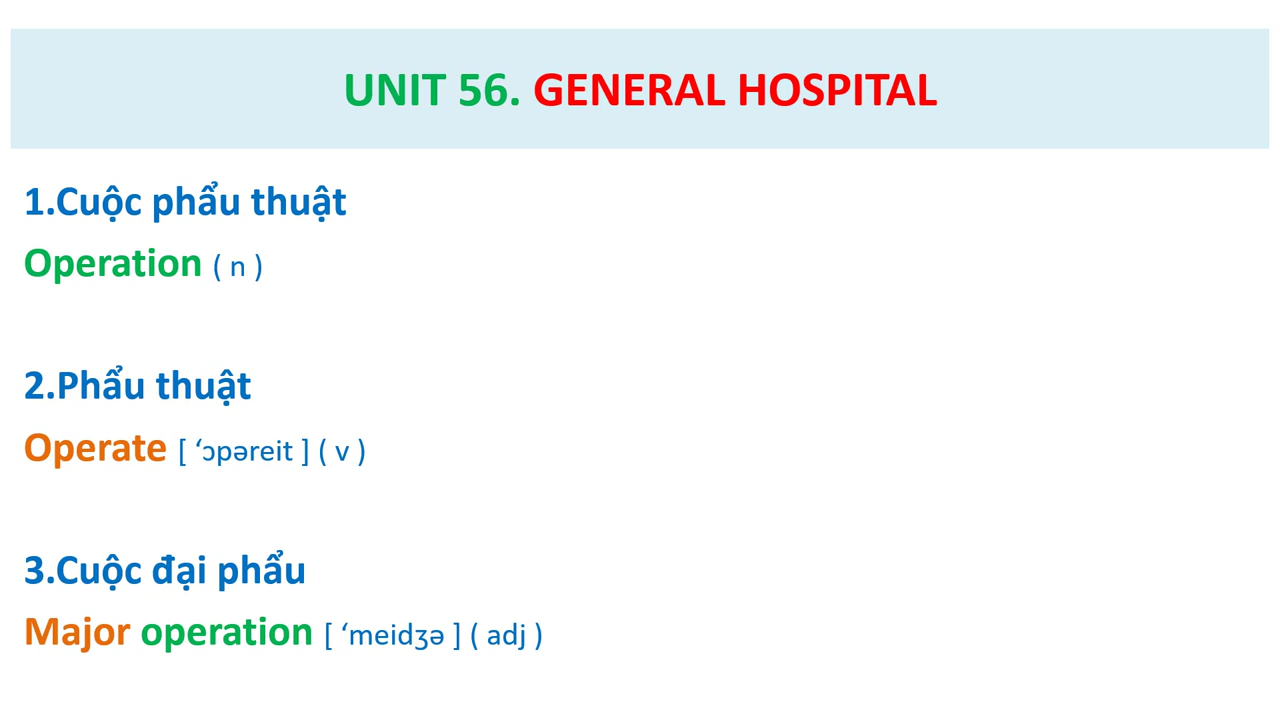 UNIT 56. GENERAL HOSPITAL
1.Cuộc phẩu thuật
Operation ( n )
2.Phẩu thuật
Operate [ ‘ɔpəreit ] ( v )
3.Cuộc đại phẩu
Major operation [ ‘meidʒə ] ( adj )